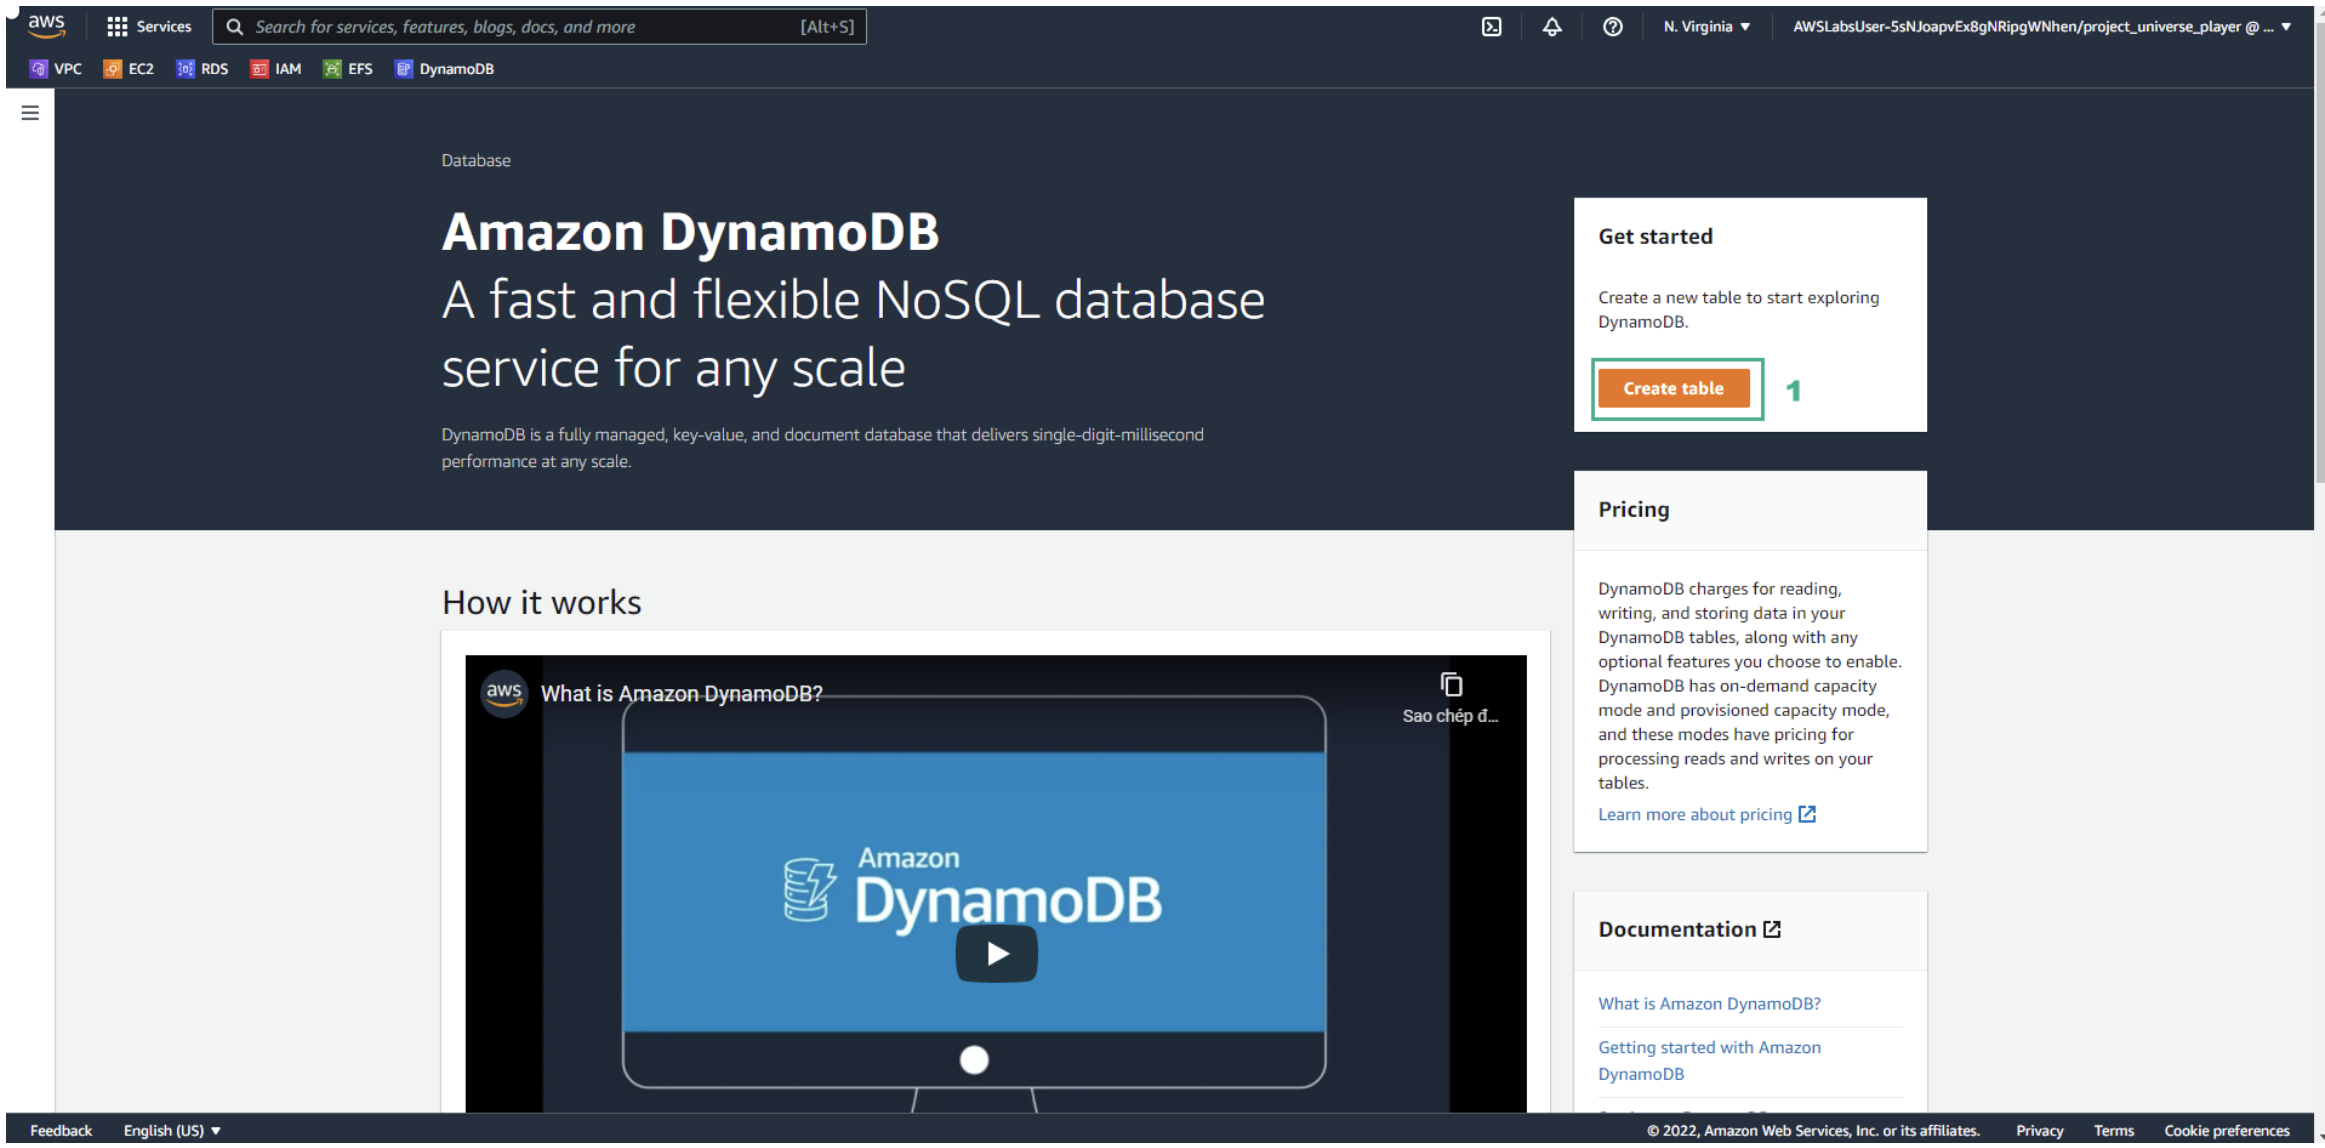 aws
Services
Search for services, features, blogs, docs, and more
[Alt+S]
N. Virginia
AWSLabsUser-5sNJoapvEx8gNRipgWNhen/project_universe_player @ ...
VPC
EC2
RDS
IAM
EFS
DynamoDB
Database
Amazon DynamoDB
A fast and flexible NoSQL database
service for any scale
DynamoDB is a fully managed, key-value, and document database that delivers single-digit-millisecond
performance at any scale.
Get started
Create a new table to start exploring
DynamoDB.
Create table
1
Pricing
DynamoDB charges for reading,
writing, and storing data in your
DynamoDB tables, along with any
optional features you choose to enable.
DynamoDB has on-demand capacity
mode and provisioned capacity mode,
and these modes have pricing for
processing reads and writes on your
tables.
Learn more about pricing
How it works
aws
What is Amazon DynamoDB?
Sao chép đ...
Amazon
DynamoDB
Documentation
What is Amazon DynamoDB?
Getting started with Amazon
DynamoDB
Feedback
English (US)
© 2022, Amazon Web Services, Inc. or its affiliates.
Privacy
Terms
Cookie preferences